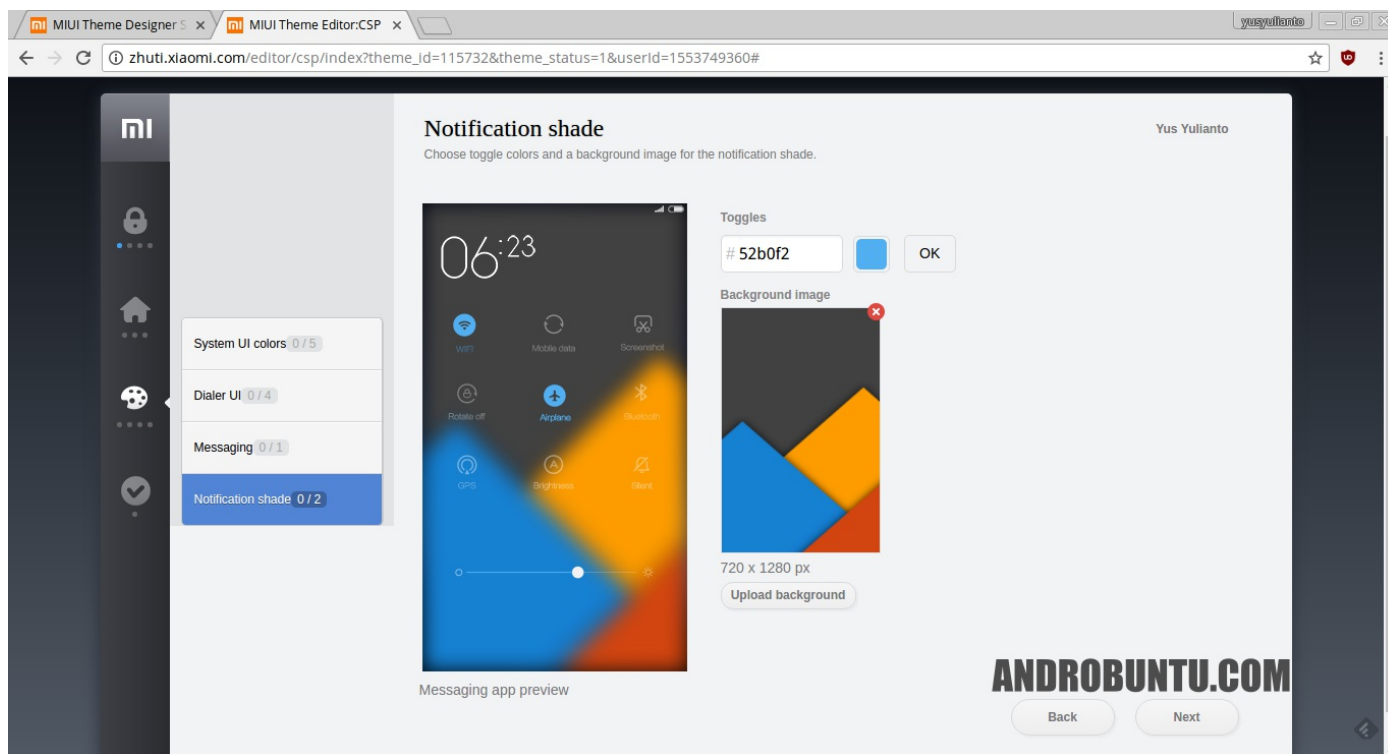 MIUI Theme Designer S
MIUI Theme Editor:CSP
yusyulianto
zhuti.xiaomi.com/editor/csp/index?theme_id=115732&theme_status=1&userId=1553749360#
Notification shade
Yus Yulianto
Choose toggle colors and a background image for the notification shade.
06:23
WIFI
Mobile data
Screenshot
Rotate off
Airplane
Bluetooth
GPS
Brightness
Silent
Messaging app preview
System UI colors 0 / 5
Dialer UI 0 / 4
Messaging 0 / 1
Notification shade 0 / 2
Toggles
# 52b0f2
OK
Background image
720 x 1280 px
Upload background
ANDROBUNTU.COM
Back
Next